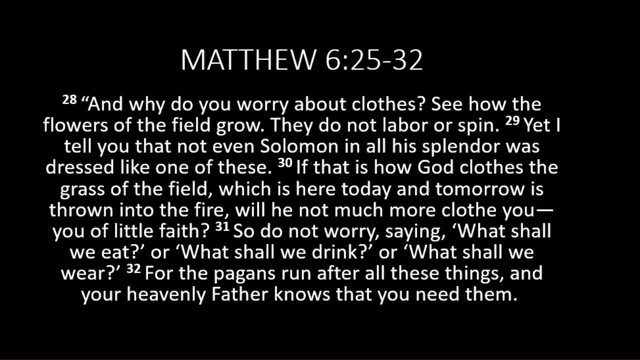 MATTHEW 6:25-32
28 “And why do you worry about clothes? See how the
flowers of the field grow. They do not labor or spin. 29 Yet I
tell you that not even Solomon in all his splendor was
dressed like one of these. 30 If that is how God clothes the
grass of the field, which is here today and tomorrow is
thrown into the fire, will he not much more clothe you—
you of little faith? 31 So do not worry, saying, ‘What shall
we eat?’ or ‘What shall we drink?’ or ‘What shall we
wear?’ 32 For the pagans run after all these things, and
your heavenly Father knows that you need them.